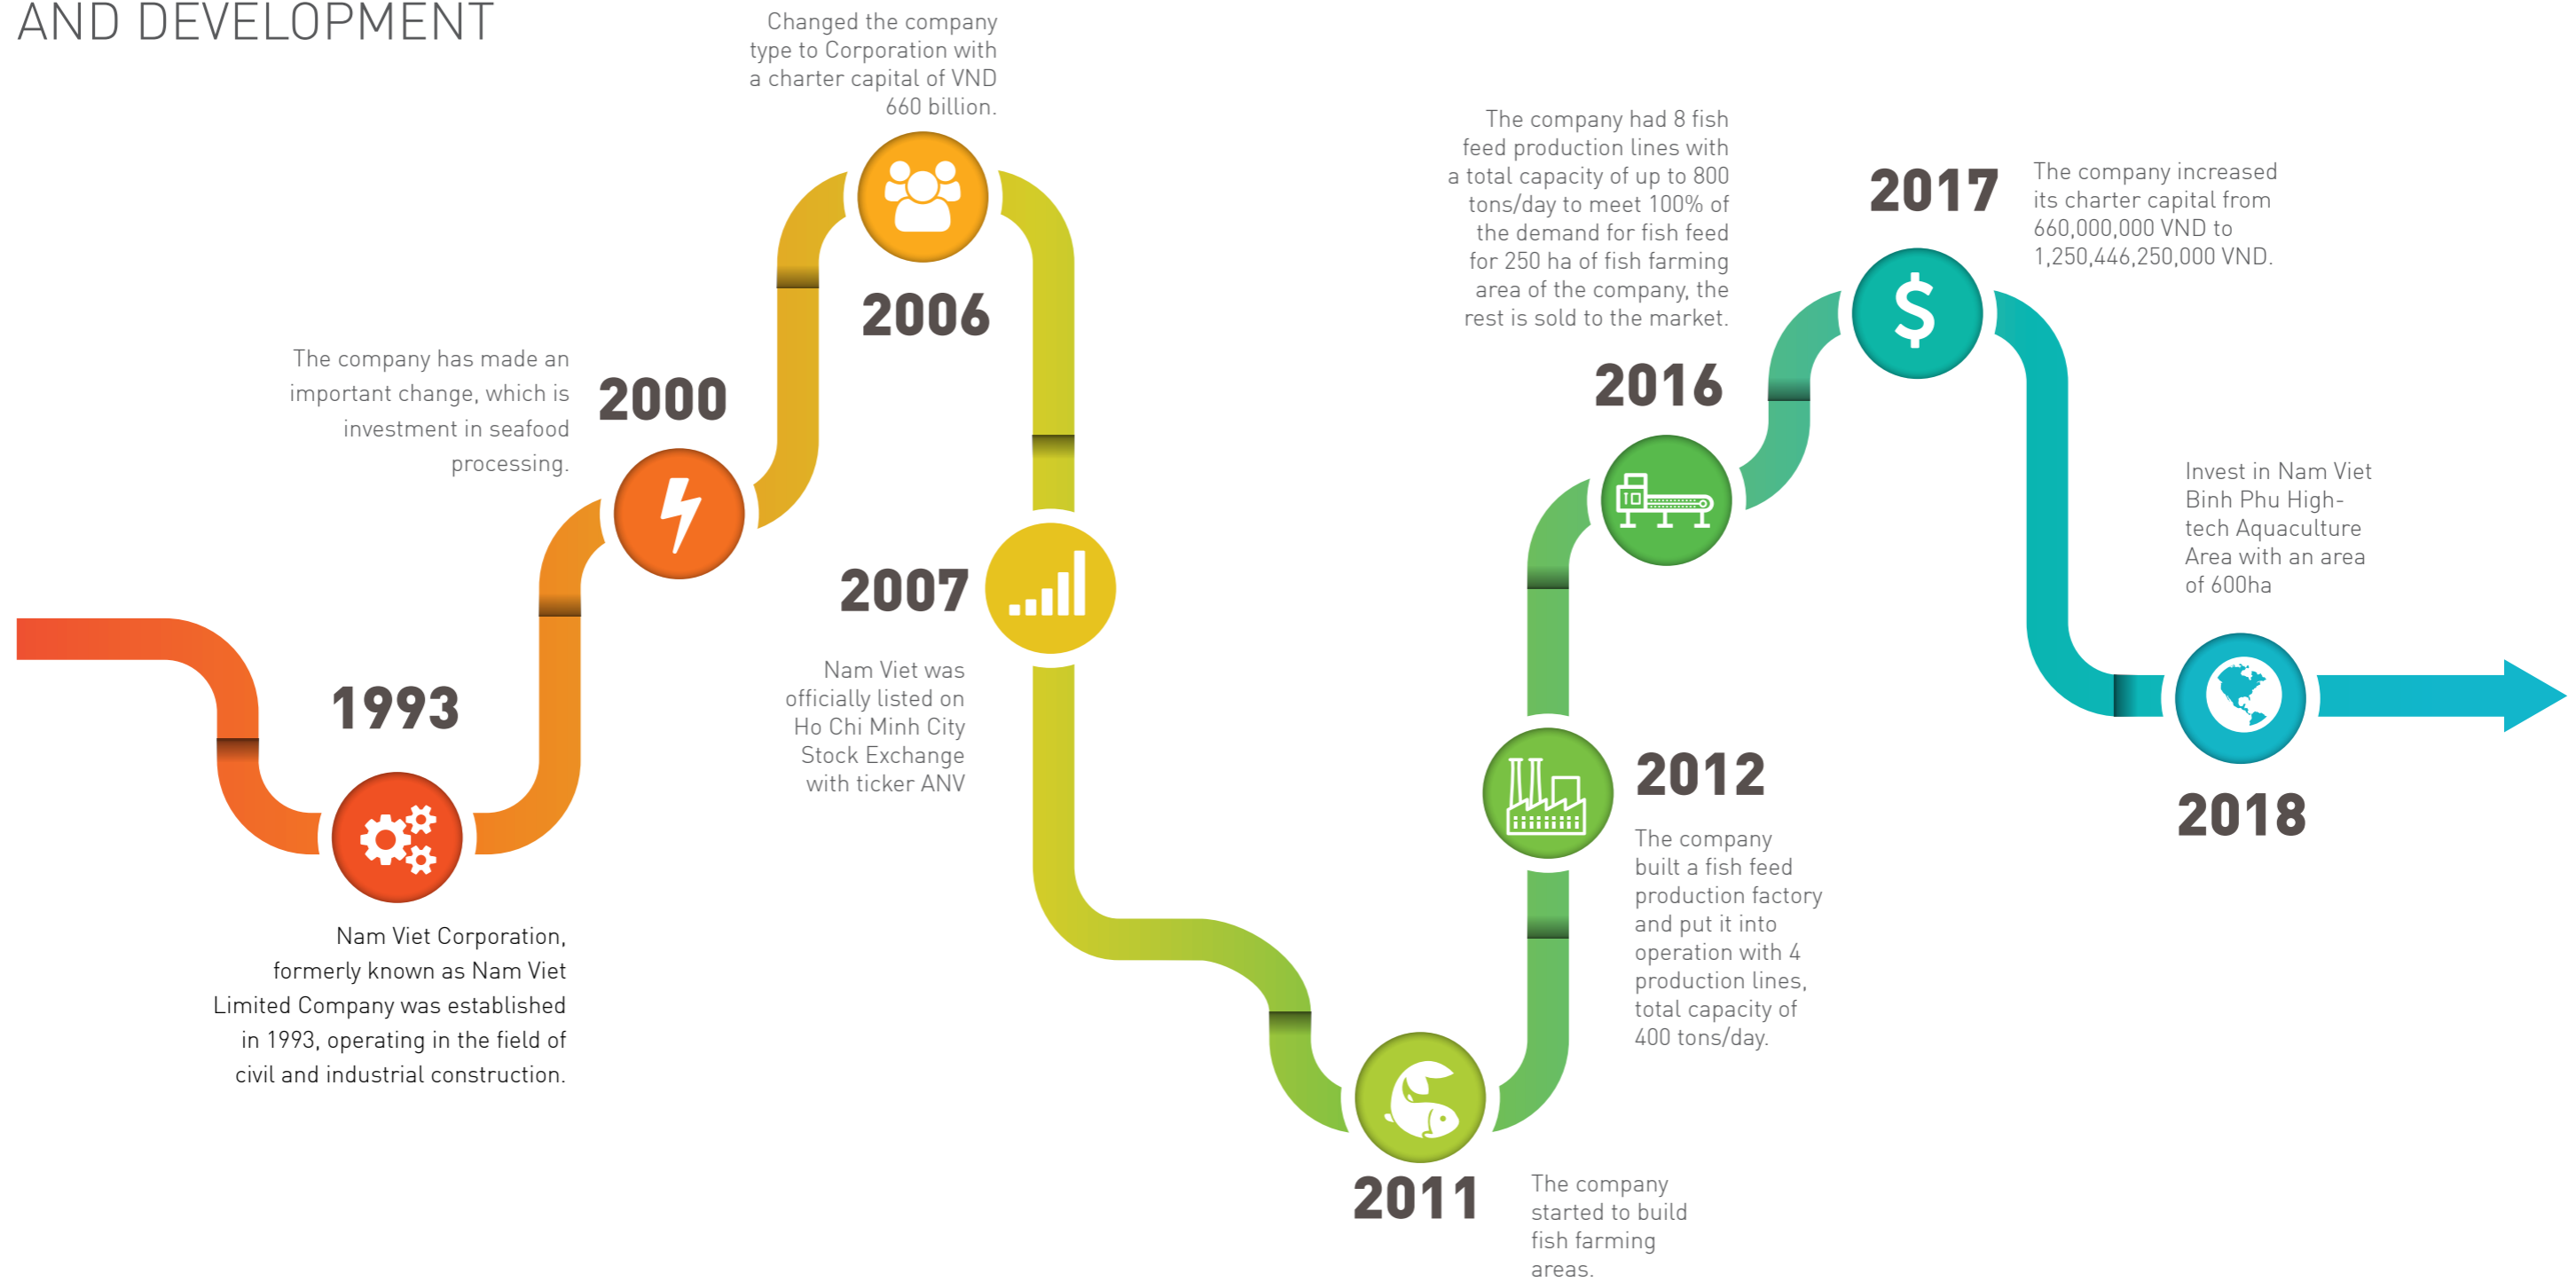 AND DEVELOPMENT
1993
Nam Viet Corporation,
formerly known as Nam Viet
Limited Company was established
in 1993, operating in the field of
civil and industrial construction.
The company has made an
important change, which is
investment in seafood
processing.
2000
Changed the company
type to Corporation with
a charter capital of VND
660 billion.
2006
2007
Nam Viet was
officially listed on
Ho Chi Minh City
Stock Exchange
with ticker ANV
2011
The company
started to build
fish farming
areas.
2012
The company
built a fish feed
production factory
and put it into
operation with 4
production lines,
total capacity of
400 tons/day.
The company had 8 fish
feed production lines with
a total capacity of up to 800
tons/day to meet 100% of
the demand for fish feed
for 250 ha of fish farming
area of the company, the
rest is sold to the market.
2016
2017
The company increased
its charter capital from
660,000,000 VND to
1,250,446,250,000 VND.
$
Invest in Nam Viet
Binh Phu High-
tech Aquaculture
Area with an area
of 600ha
2018